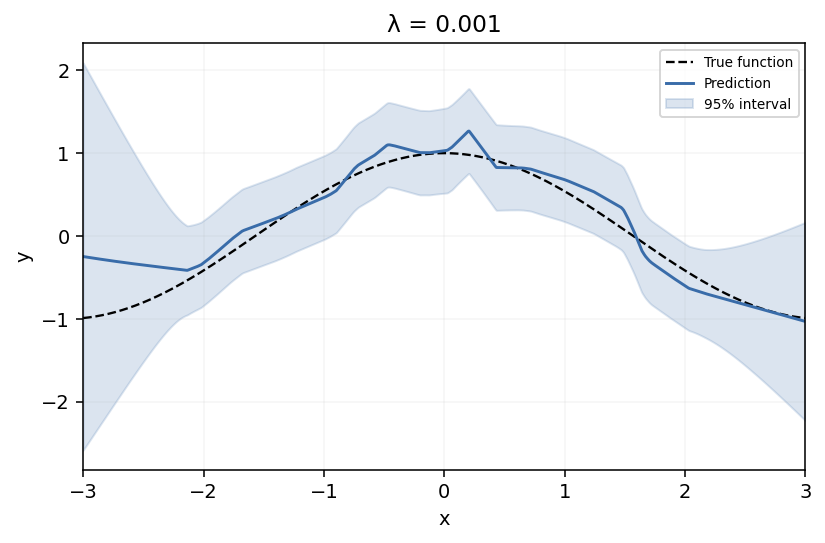 λ = 0.001
True function
Prediction
95% interval
y
2
1
0
−1
−2
−3 −2 −1 0 1 2 3
x